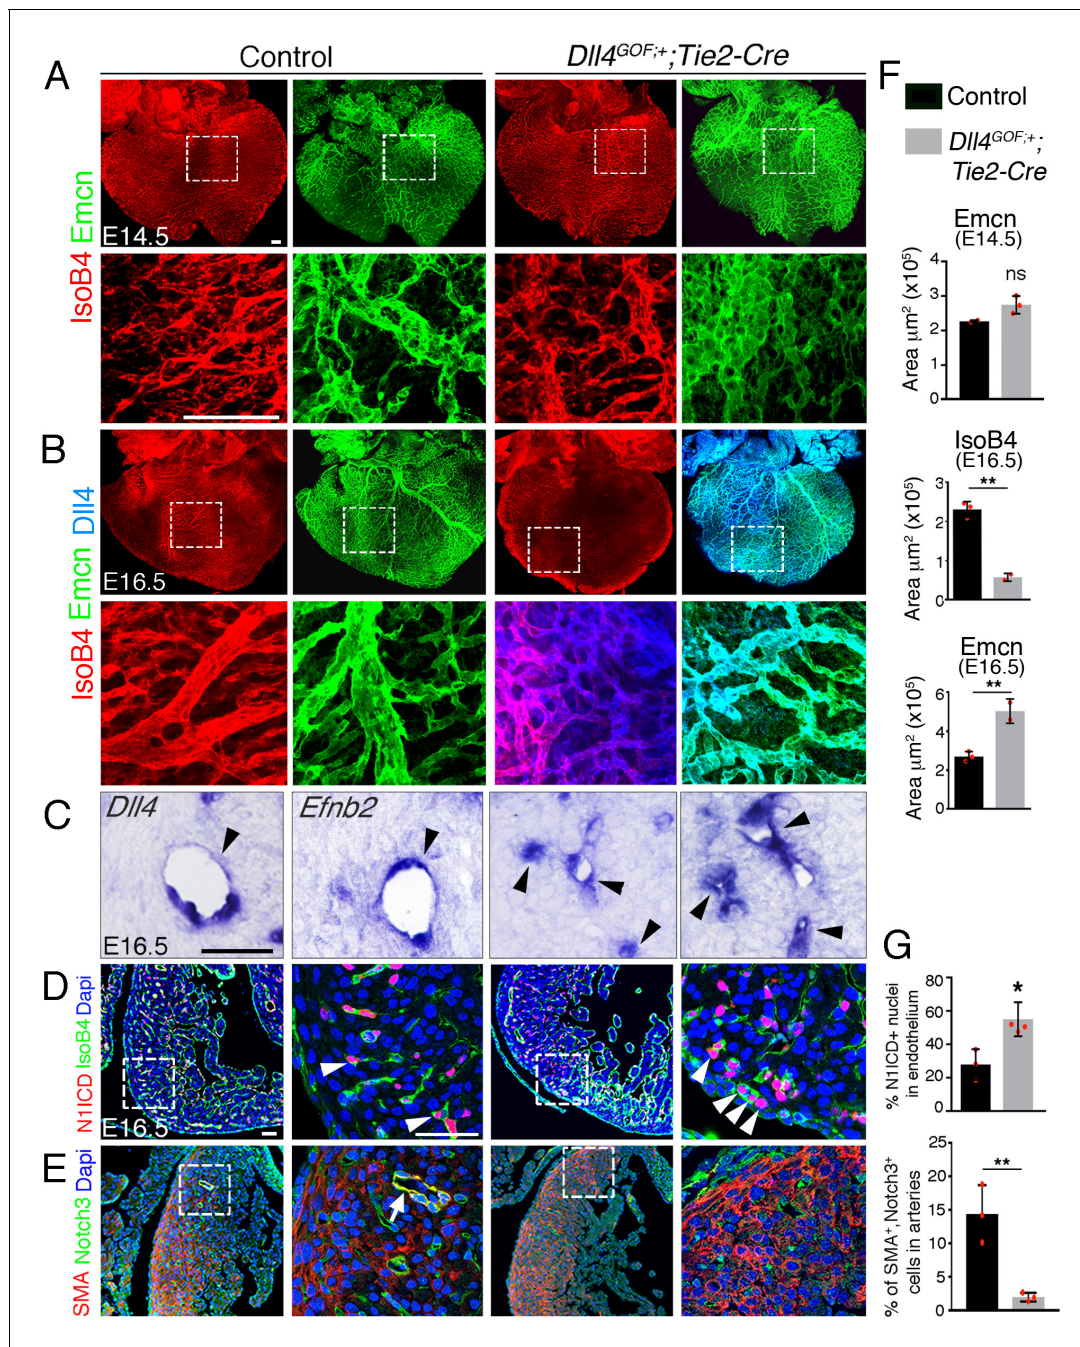 Control
Dll4GOF;+;Tie2-Cre
A
IsoB4 Emcn
E14.5
B
IsoB4 Emcn Dll4
E16.5
C
Dll4
Efnb2
E16.5
D
N1ICD IsoB4 Dapi
E16.5
E
SMA Notch3 Dapi
F
Control
Dll4GOF;+;
Tie2-Cre
Emcn
(E14.5)
Area µm² (x10⁵)
4
3
2
1
0
ns
IsoB4
(E16.5)
Area µm² (x10⁵)
3
2
1
0
**
Emcn
(E16.5)
Area µm² (x10⁵)
6
4
2
0
**
G
% N1ICD+ nuclei
in endothelium
80
60
40
20
0
*
% of SMA⁺,Notch3⁺
cells in arteries
25
20
15
10
5
0
**